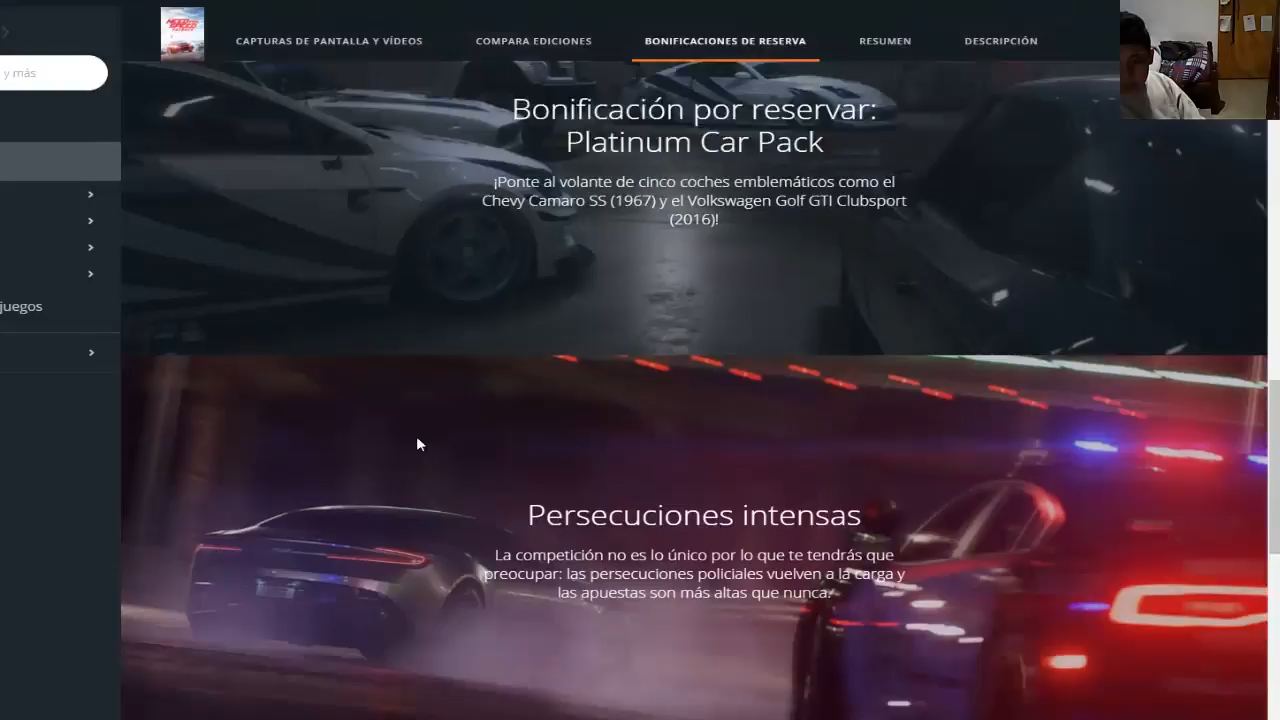 CAPTURAS DE PANTALLA Y VÍDEOS
COMPARA EDICIONES
BONIFICACIONES DE RESERVA
RESUMEN
DESCRIPCIÓN
y más
juegos
Bonificación por reservar:
Platinum Car Pack
¡Ponte al volante de cinco coches emblemáticos como el
Chevy Camaro SS (1967) y el Volkswagen Golf GTI Clubsport
(2016)!
Persecuciones intensas
La competición no es lo único por lo que te tendrás que
preocupar: las persecuciones policiales vuelven a la carga y
las apuestas son más altas que nunca.